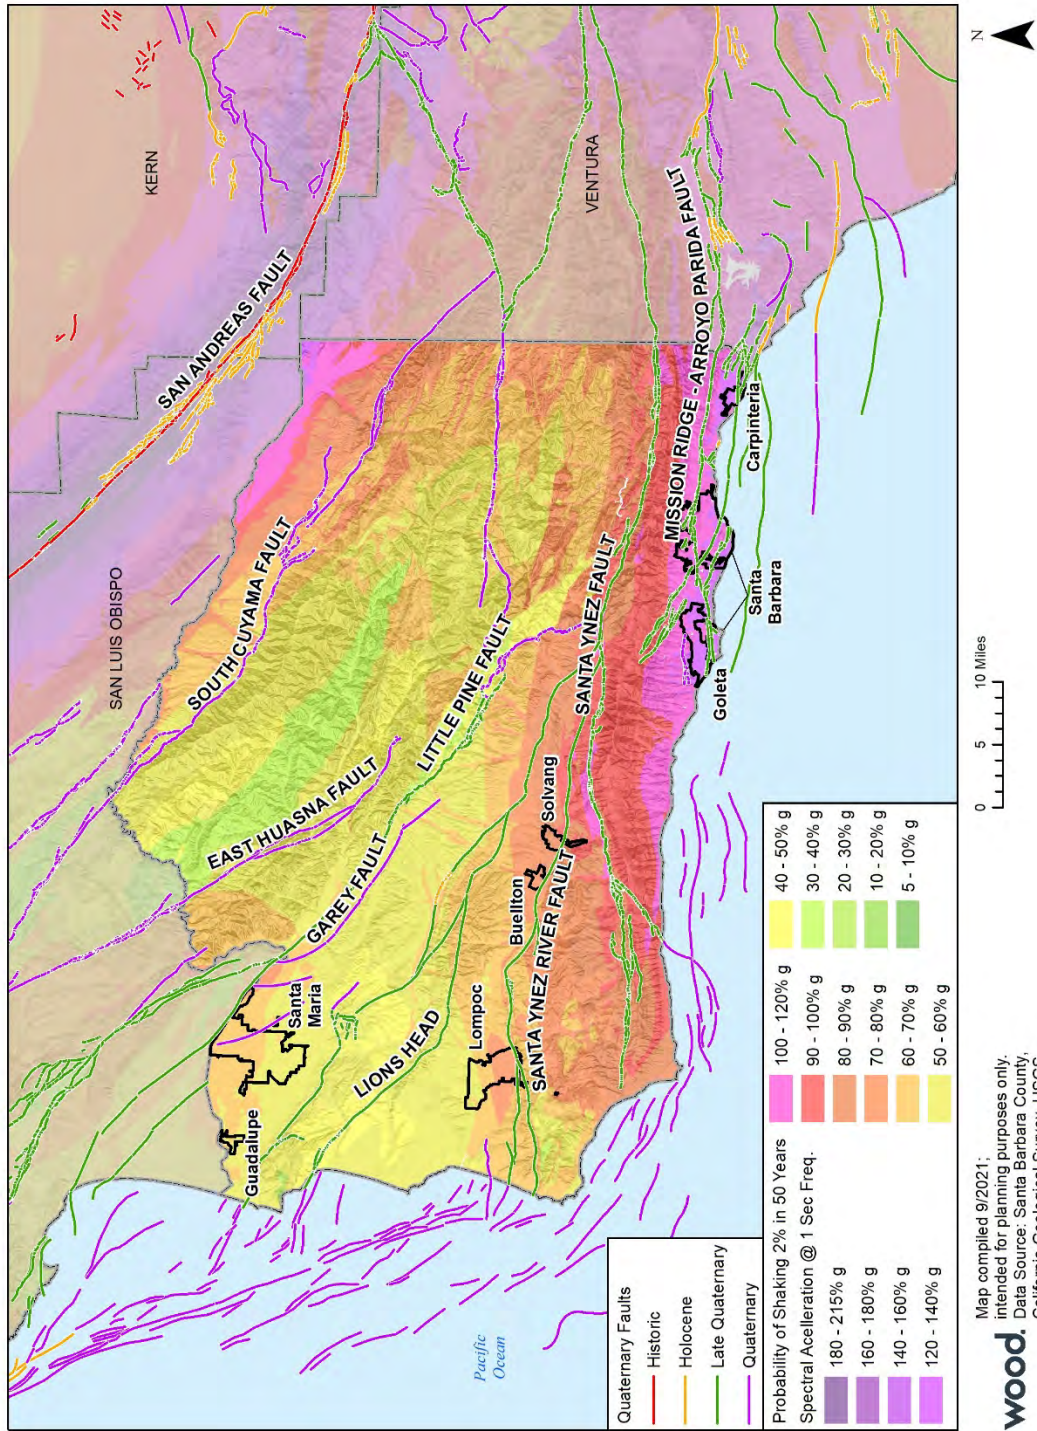 KERN
SAN ANDREAS FAULT
SAN LUIS OBISPO
VENTURA
SOUTH CUYAMA FAULT
EAST HUASNA FAULT
GAREY FAULT
LITTLE PINE FAULT
Santa
Maria
Guadalupe
LIONS HEAD
Lompoc
Buellton
Solvang
SANTA YNEZ RIVER FAULT
SANTA YNEZ FAULT
MISSION RIDGE - ARROYO PARIDA FAULT
Goleta
Santa
Barbara
Carpinteria
Pacific
Ocean
Quaternary Faults
Historic
Holocene
Late Quaternary
Quaternary
Probability of Shaking 2% in 50 Years
Spectral Acelleration @ 1 Sec Freq.
180 - 215% g
160 - 180% g
140 - 160% g
120 - 140% g
100 - 120% g
90 - 100% g
80 - 90% g
70 - 80% g
60 - 70% g
50 - 60% g
40 - 50% g
30 - 40% g
20 - 30% g
10 - 20% g
5 - 10% g
0 5 10 Miles
N
wood.
Map compiled 9/2021;
intended for planning purposes only.
Data Source: Santa Barbara County,
California Geological Survey, USGS